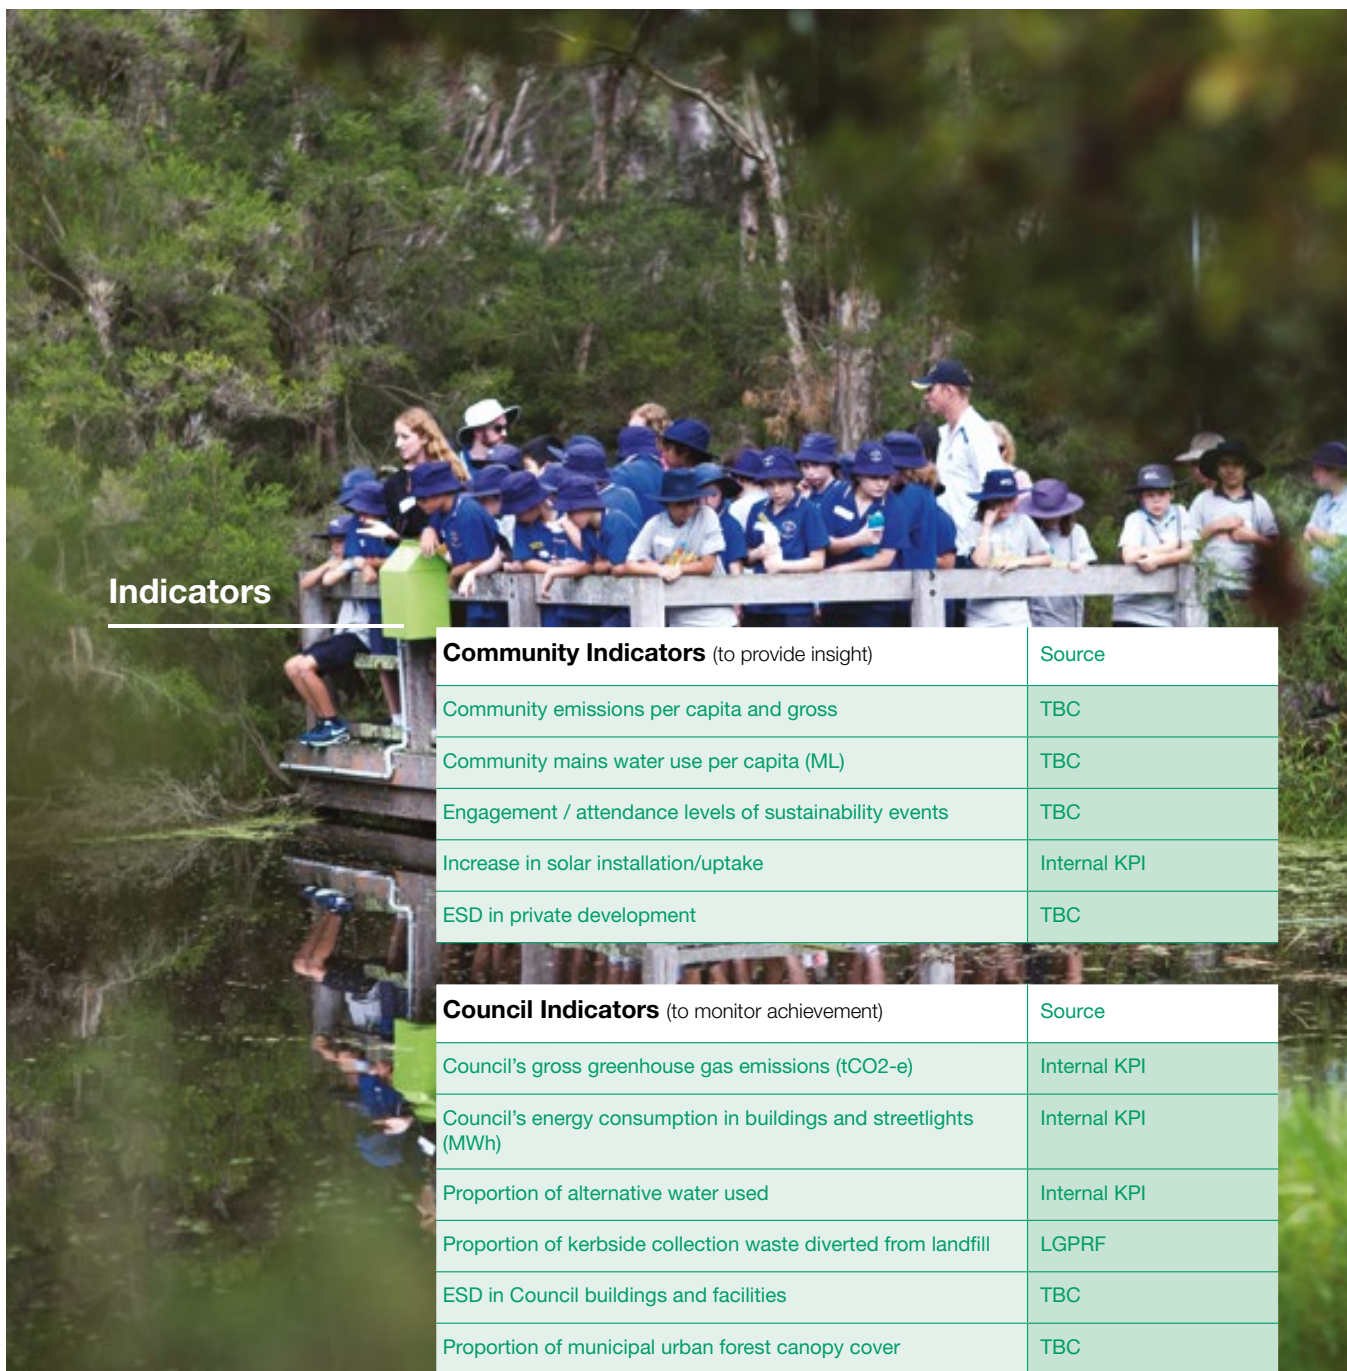 Indicators
Community Indicators (to provide insight) Source
Community emissions per capita and gross TBC
Community mains water use per capita (ML) TBC
Engagement / attendance levels of sustainability events TBC
Increase in solar installation/uptake Internal KPI
ESD in private development TBC
Council Indicators (to monitor achievement) Source
Council’s gross greenhouse gas emissions (tCO2-e) Internal KPI
Council’s energy consumption in buildings and streetlights Internal KPI
(MWh)
Proportion of alternative water used Internal KPI
Proportion of kerbside collection waste diverted from landfill LGPRF
ESD in Council buildings and facilities TBC
Proportion of municipal urban forest canopy cover TBC